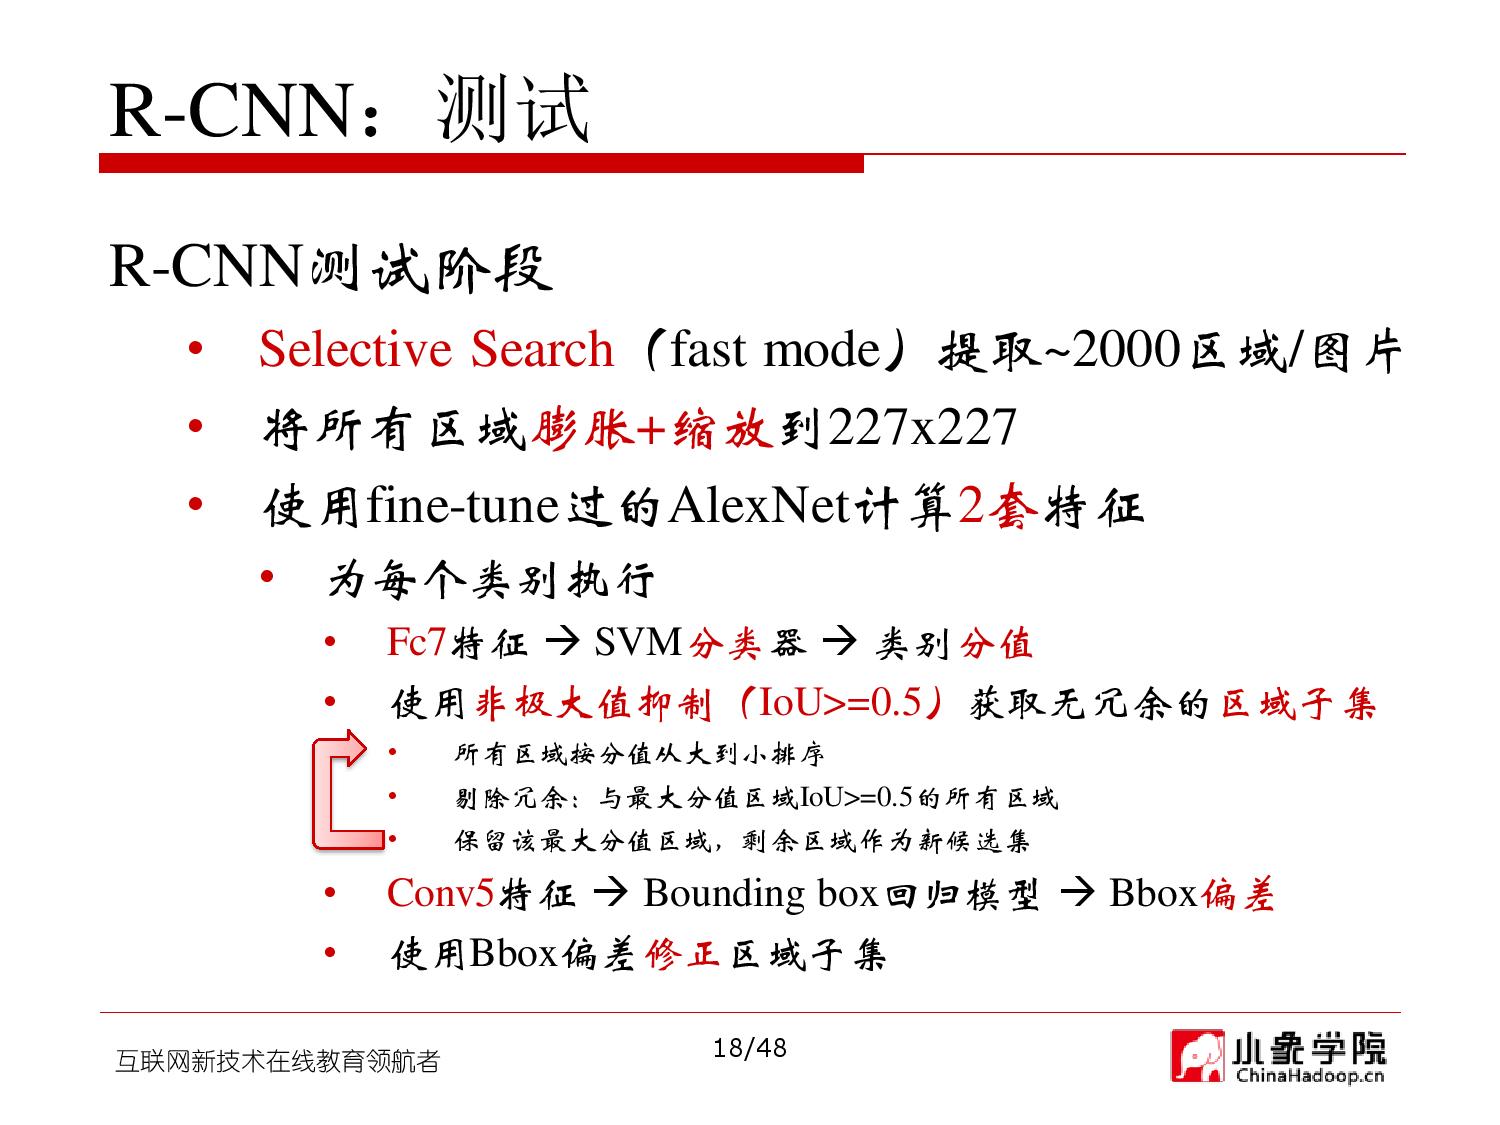 R-CNN：测试
R-CNN测试阶段
• Selective Search（fast mode）提取~2000区域/图片
• 将所有区域膨胀+缩放到227x227
• 使用fine-tune过的AlexNet计算2套特征
• 为每个类别执行
• Fc7特征 → SVM分类器 → 类别分值
• 使用非极大值抑制（IoU>=0.5）获取无冗余的区域子集
• 所有区域按分值从大到小排序
• 剔除冗余：与最大分值区域IoU>=0.5的所有区域
• 保留该最大分值区域，剩余区域作为新候选集
• Conv5特征 → Bounding box回归模型 → Bbox偏差
• 使用Bbox偏差修正区域子集
互联网新技术在线教育领航者
18/48
小象学院
ChinaHadoop.cn